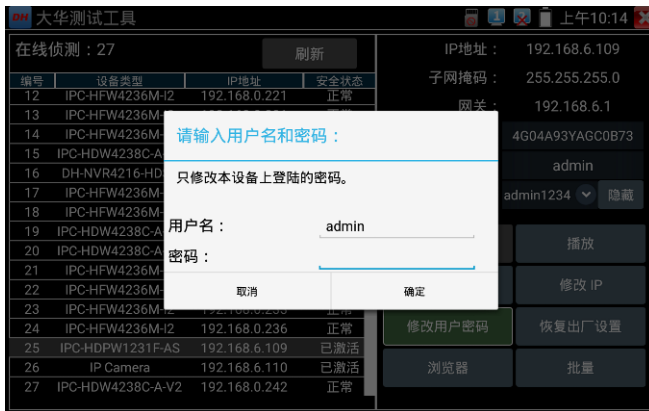 DH 大华测试工具 上午10:14
在线侦测：27 刷新
编号 设备类型 IP地址 安全状态
12 IPC-HFW4236M-I2 192.168.0.221 正常
13 IPC-HFW4236M-
14 IPC-HFW4236M-
15 IPC-HDW4238C-A
16 DH-NVR4216-HD
17 IPC-HFW4236M-
18 IPC-HFW4236M-
19 IPC-HDW4238C-A
20 IPC-HDW4238C-A
21 IPC-HFW4236M-
22 IPC-HFW4236M-
23 IPC-HFW4236M-I2 192.168.0.235 正常
24 IPC-HFW4236M-I2 192.168.0.236 正常
25 IPC-HDPW1231F-AS 192.168.6.109 已激活
26 IP Camera 192.168.6.110 已激活
27 IPC-HDW4238C-A-V2 192.168.0.242 正常
请输入用户名和密码：
只修改本设备上登陆的密码。
用户名： admin
密码：
取消 确定
IP地址： 192.168.6.109
子网掩码： 255.255.255.0
网关： 192.168.6.1
4G04A93YAGC0B73
admin
admin1234 隐藏
播放
修改 IP
修改用户密码 恢复出厂设置
浏览器 批量